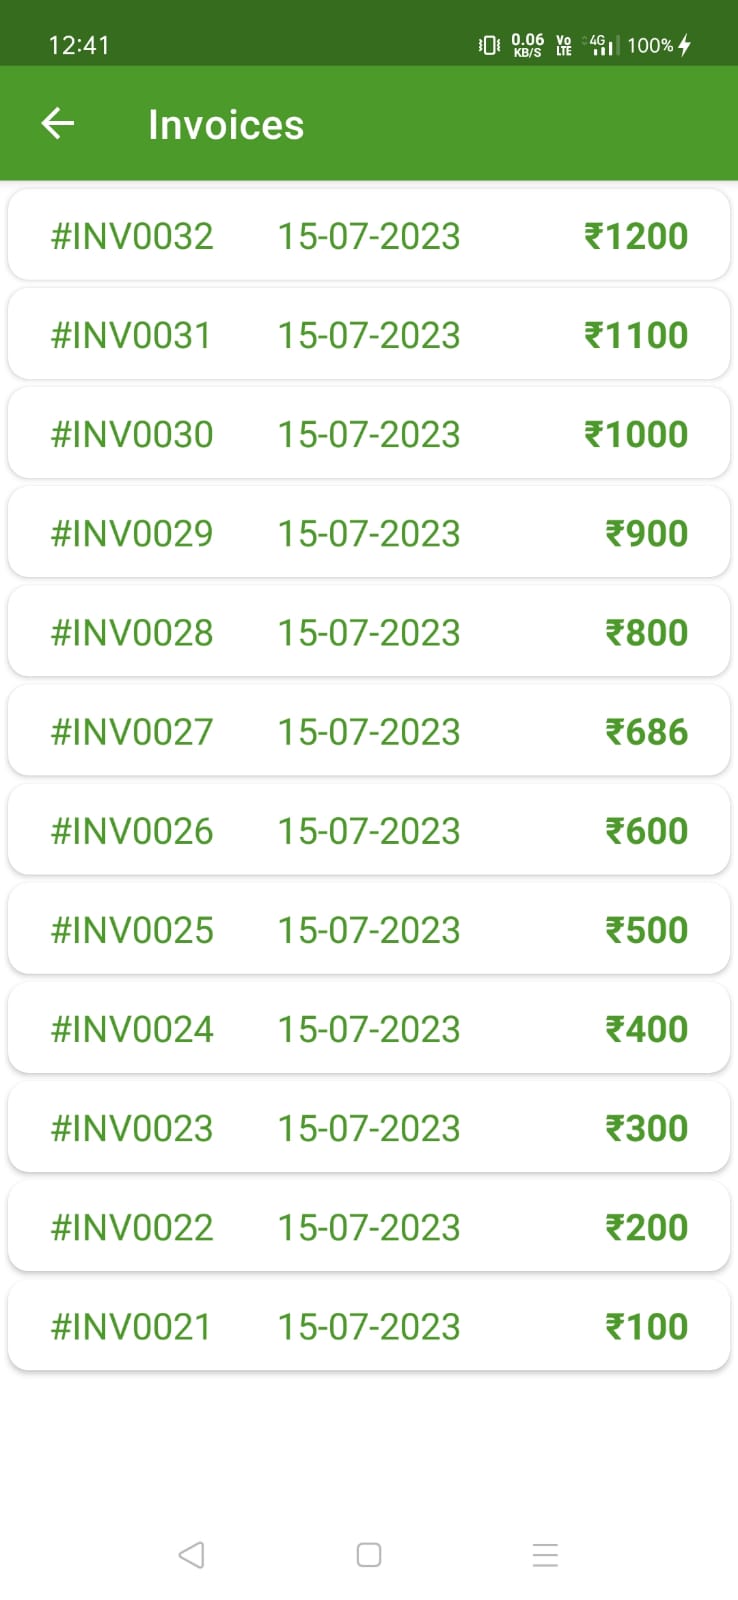 12:41 0.06 KB/S Vo LTE 4G 100%
Invoices
#INV0032 15-07-2023 ₹1200
#INV0031 15-07-2023 ₹1100
#INV0030 15-07-2023 ₹1000
#INV0029 15-07-2023 ₹900
#INV0028 15-07-2023 ₹800
#INV0027 15-07-2023 ₹686
#INV0026 15-07-2023 ₹600
#INV0025 15-07-2023 ₹500
#INV0024 15-07-2023 ₹400
#INV0023 15-07-2023 ₹300
#INV0022 15-07-2023 ₹200
#INV0021 15-07-2023 ₹100